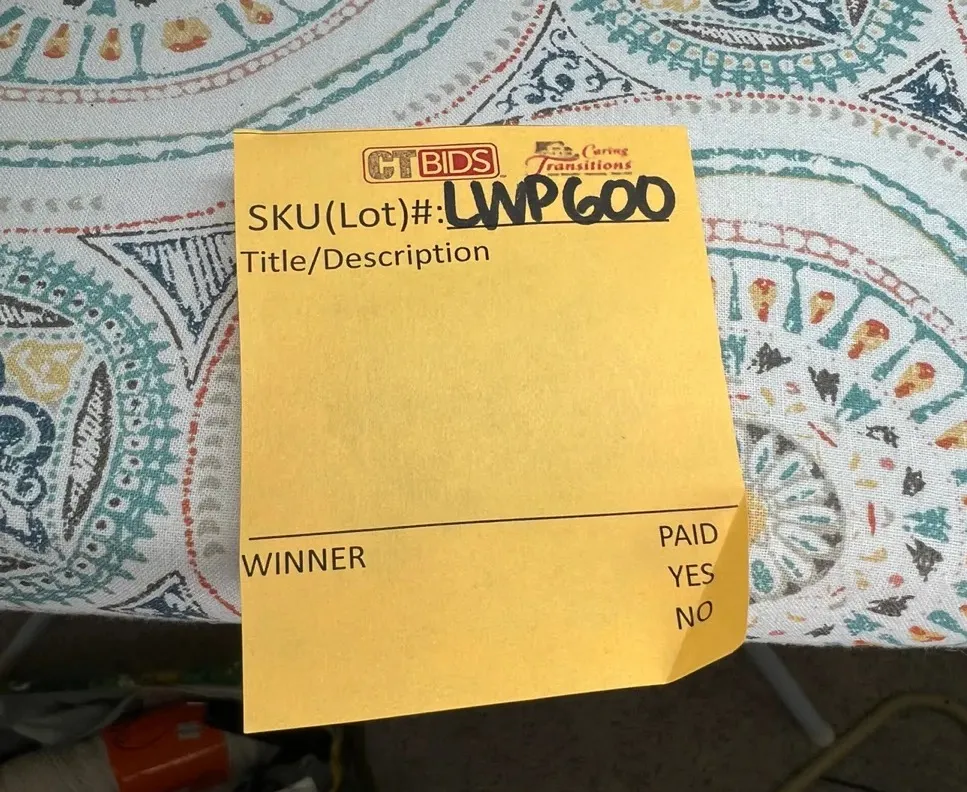 CTBIDS
Caring
Transitions
SKU(Lot)#:LWP600
Title/Description
WINNER
PAID
YES
NO